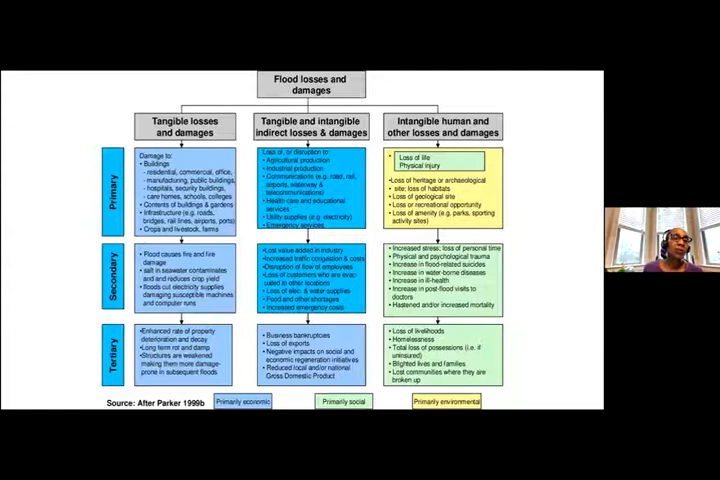 Flood losses and
damages
Tangible losses
and damages
Tangible and intangible
indirect losses & damages
Intangible human and
other losses and damages
Primary
Damage to:
• Buildings
- residential, commercial, office,
- manufacturing, public buildings,
- hospitals, security buildings,
- care homes, schools, colleges
• Contents of buildings & gardens
• Infrastructure (e.g. roads,
bridges, rail lines, airports, ports)
• Crops and livestock, farms
Loss of, or disruption to:
• Agricultural production
• Industrial production
• Communications (e.g. road, rail,
airports, waterway &
telecommunications)
• Health care and educational
services
• Utility supplies (e.g. electricity)
• Emergency services
•
Loss of life
Physical injury
•Loss of heritage or archaeological
site; loss of habitats
• Loss of geological site
• Loss or recreational opportunity
• Loss of amenity (e.g. parks, sporting
activity sites)
Secondary
• Flood causes fire and fire
damage
• salt in seawater contaminates
and and reduces crop yield
• floods cut electricity supplies
damaging susceptible machines
and computer runs
•Lost value added in industry
•Increased traffic congestion & costs
•Disruption of flow of employees
•Loss of customers who are evap
uated to other locations
• Loss of elec. & water supplies
• Food and other shortages
• Increased emergency costs
• Increased stress; loss of personal time
• Physical and psychological trauma
• Increase in flood-related suicides
• Increase in water-borne diseases
• Increase in ill-health
• Increase in post-flood visits to
doctors
• Hastened and/or increased mortality
Tertiary
•Enhanced rate of property
deterioration and decay
•Long term rot and damp
•Structures are weakened
making them more damage-
prone in subsequent floods
• Business bankruptcies
• Loss of exports
• Negative impacts on social and
economic regeneration initiatives
• Reduced local and/or national
Gross Domestic Product
• Loss of livelihoods
• Homelessness
• Total loss of possessions (i.e. if
uninsured)
• Blighted lives and families
• Lost communities where they are
broken up
Source: After Parker 1999b
Primarily economic
Primarily social
Primarily environmental